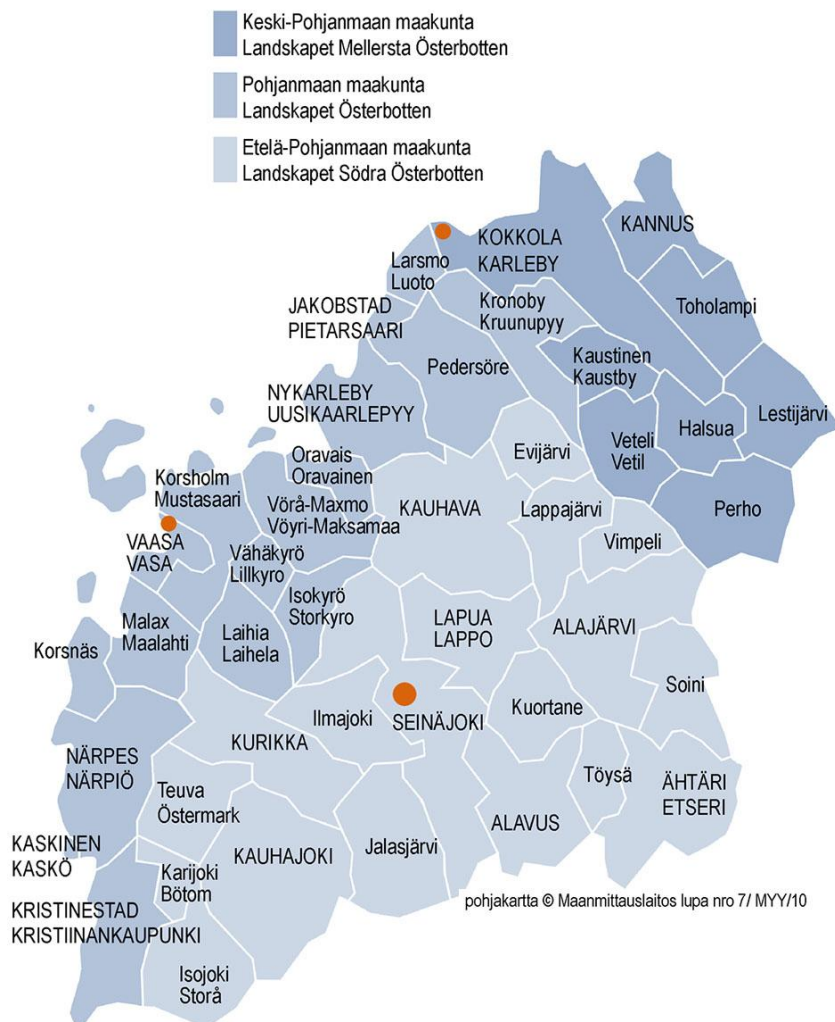 Keski-Pohjanmaan maakunta
Landskapet Mellersta Österbotten
Pohjanmaan maakunta
Landskapet Österbotten
Etelä-Pohjanmaan maakunta
Landskapet Södra Österbotten
KANNUS
KOKKOLA
KARLEBY
Larsmo
Luoto
Toholampi
JAKOBSTAD
PIETARSAARI
Kronoby
Kruunupyy
Kaustinen
Kaustby
Pedersöre
NYKARLEBY
UUSIKAARLEPYY
Lestijärvi
Halsua
Veteli
Vetil
Evijärvi
Oravais
Oravainen
Korsholm
Mustasaari
KAUHAVA
Lappajärvi
Perho
Vörå-Maxmo
Vöyri-Maksamaa
Vimpeli
VAASA
VASA
Vähäkyrö
Lillkyro
Isokyrö
Storkyro
LAPUA
LAPPO
ALAJÄRVI
Malax
Maalahti
Laihia
Laihela
Korsnäs
Soini
Kuortane
Ilmajoki
SEINÄJOKI
KURIKKA
NÄRPES
NÄRPIÖ
Töysä
ÄHTÄRI
ETSERI
Teuva
Östermark
ALAVUS
KASKINEN
KASKÖ
KAUHAJOKI
Jalasjärvi
Karijoki
Bötom
pohjakartta © Maanmittauslaitos lupa nro 7/ MYY/10
KRISTINESTAD
KRISTIINANKAUPUNKI
Isojoki
Storå